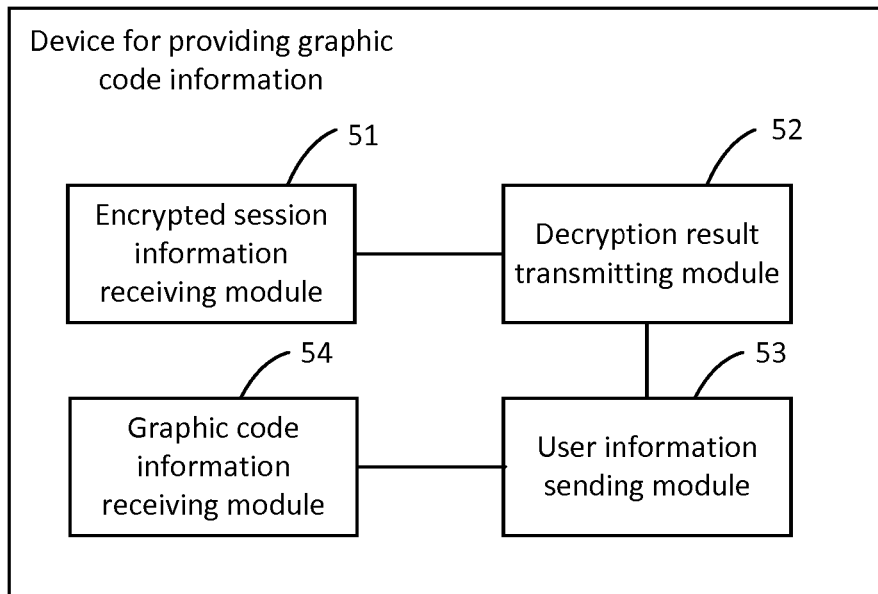 Device for providing graphic
code information
51
52
Encrypted session
information
receiving module
Decryption result
transmitting module
54
53
Graphic code
information
receiving module
User information
sending module